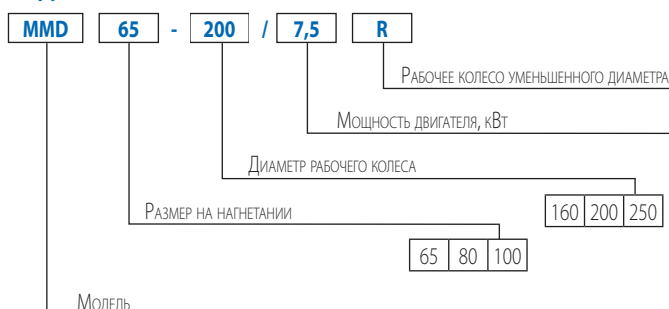 MMD 65 - 200 / 7,5 R
Рабочее колесо уменьшенного диаметра
Мощность двигателя, кВт
Диаметр рабочего колеса
160 200 250
Размер на нагнетании
65 80 100
Модель